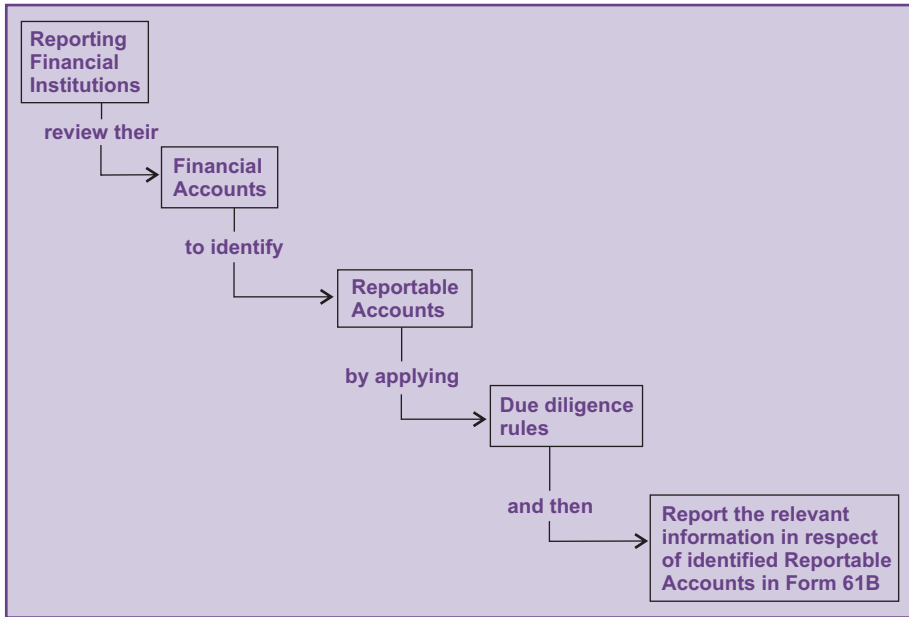 Reporting
Financial
Institutions
review their
Financial
Accounts
to identify
Reportable
Accounts
by applying
Due diligence
rules
and then
Report the relevant
information in respect
of identified Reportable
Accounts in Form 61B